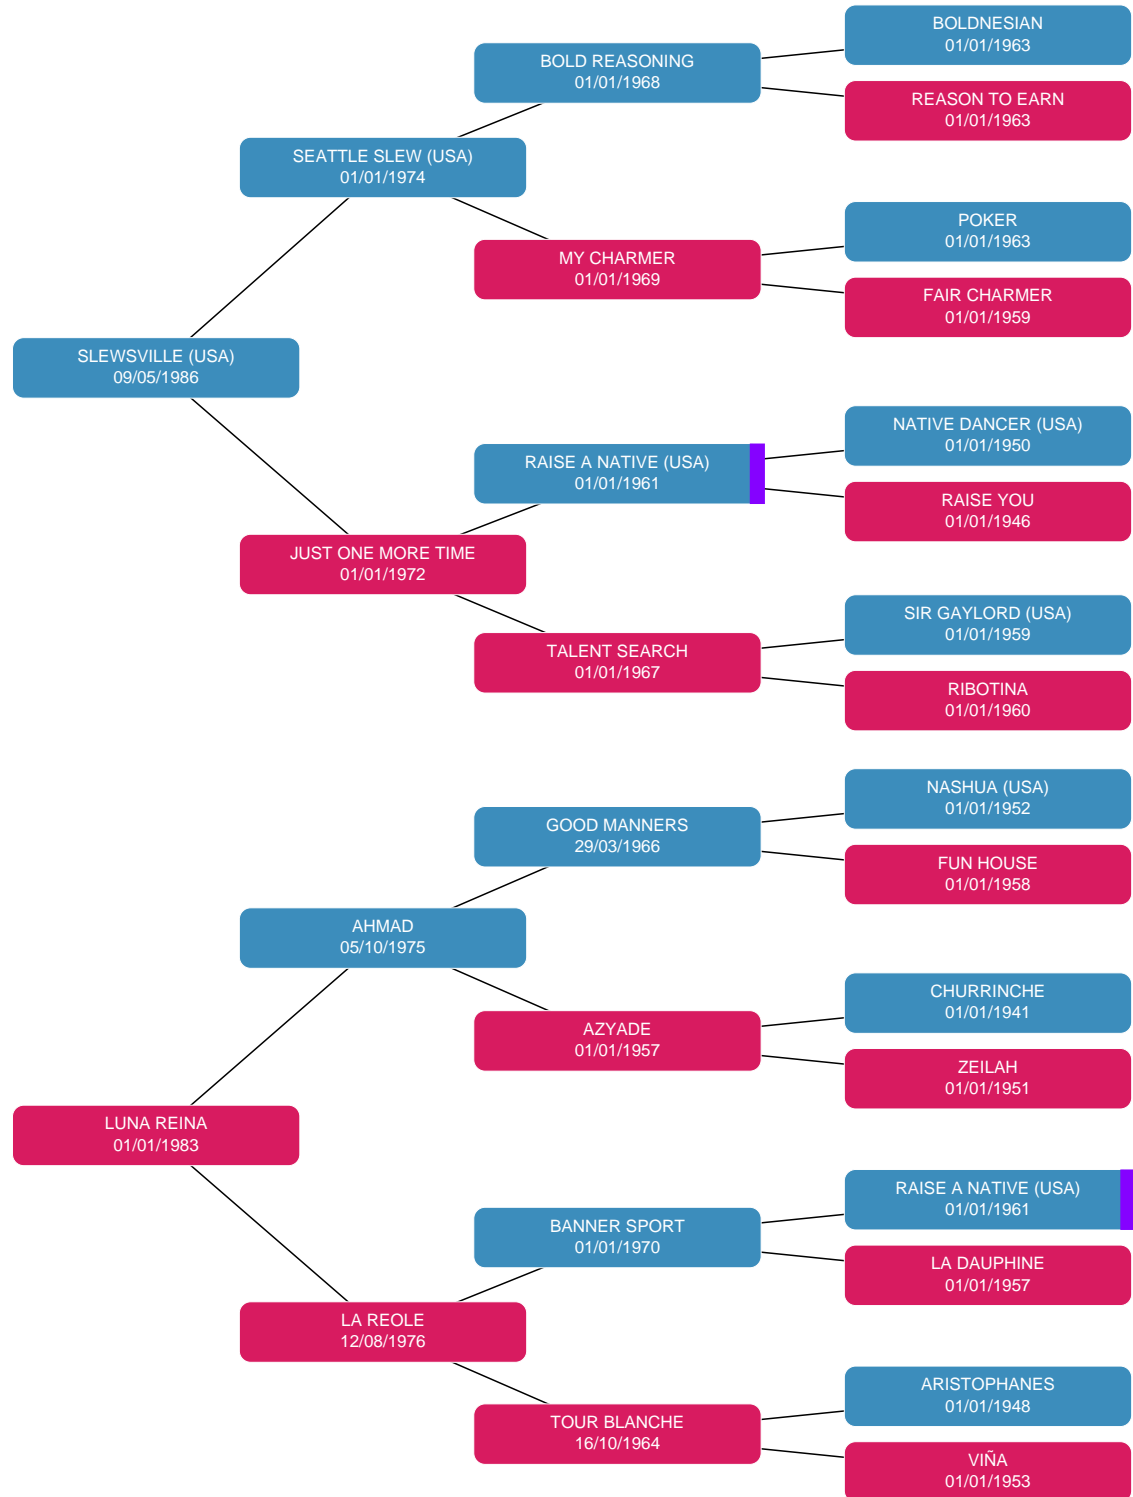 BOLDNESIAN
01/01/1963
BOLD REASONING
01/01/1968
REASON TO EARN
01/01/1963
SEATTLE SLEW (USA)
01/01/1974
POKER
01/01/1963
MY CHARMER
01/01/1969
FAIR CHARMER
01/01/1959
SLEWSVILLE (USA)
09/05/1986
NATIVE DANCER (USA)
01/01/1950
RAISE A NATIVE (USA)
01/01/1961
RAISE YOU
01/01/1946
JUST ONE MORE TIME
01/01/1972
SIR GAYLORD (USA)
01/01/1959
TALENT SEARCH
01/01/1967
RIBOTINA
01/01/1960
NASHUA (USA)
01/01/1952
GOOD MANNERS
29/03/1966
FUN HOUSE
01/01/1958
AHMAD
05/10/1975
CHURRINCHE
01/01/1941
AZYADE
01/01/1957
ZEILAH
01/01/1951
LUNA REINA
01/01/1983
RAISE A NATIVE (USA)
01/01/1961
BANNER SPORT
01/01/1970
LA DAUPHINE
01/01/1957
LA REOLE
12/08/1976
ARISTOPHANES
01/01/1948
TOUR BLANCHE
16/10/1964
VIÑA
01/01/1953